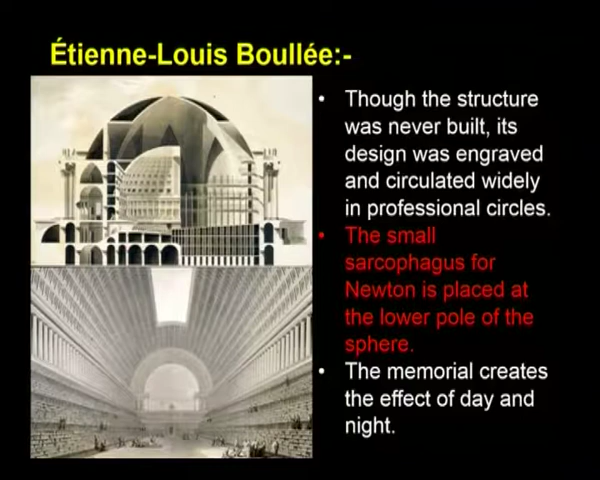 Étienne-Louis Boullée:-
• Though the structure
was never built, its
design was engraved
and circulated widely
in professional circles.
• The small
sarcophagus for
Newton is placed at
the lower pole of the
sphere.
• The memorial creates
the effect of day and
night.